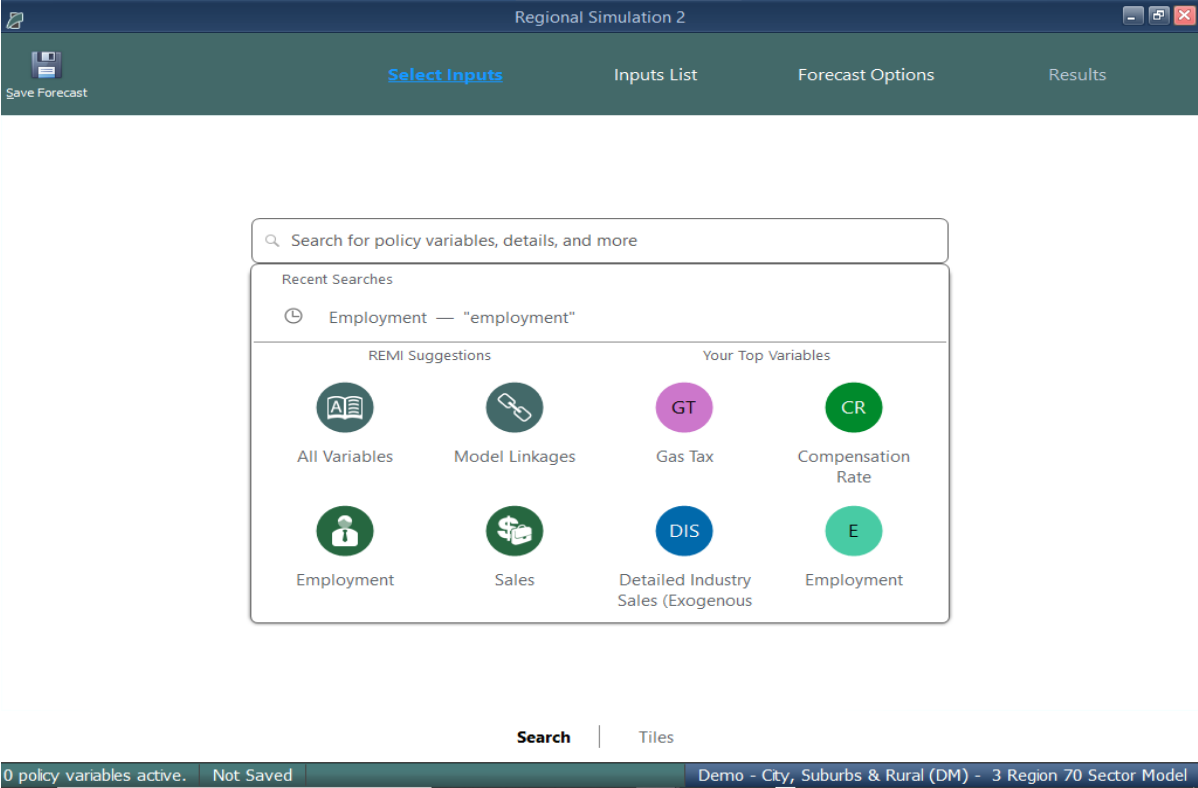 Regional Simulation 2
Save Forecast
Select Inputs
Inputs List
Forecast Options
Results
Search for policy variables, details, and more
Recent Searches
Employment — "employment"
REMI Suggestions
Your Top Variables
A
GT
CR
All Variables
Model Linkages
Gas Tax
Compensation
Rate
$
DIS
E
Employment
Sales
Detailed Industry
Sales (Exogenous
Employment
Search
Tiles
0 policy variables active.
Not Saved
Demo - City, Suburbs & Rural (DM) - 3 Region 70 Sector Model